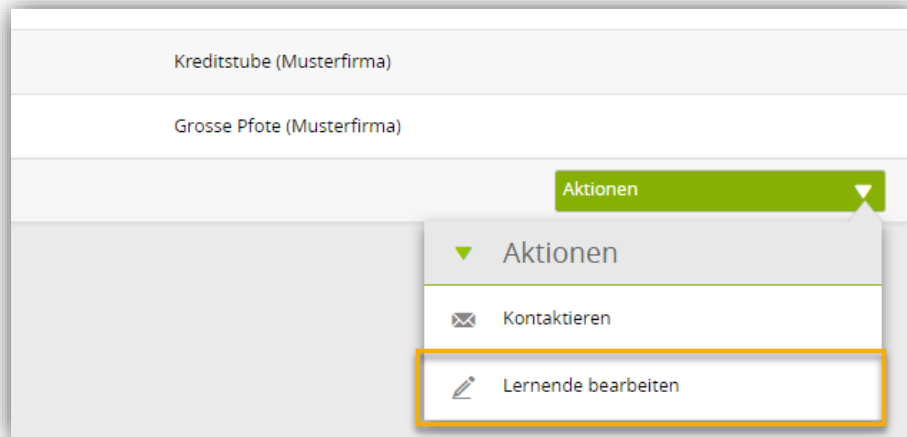 Kreditstube (Musterfirma)
Grosse Pfote (Musterfirma)
Aktionen
Aktionen
Kontaktieren
Lernende bearbeiten